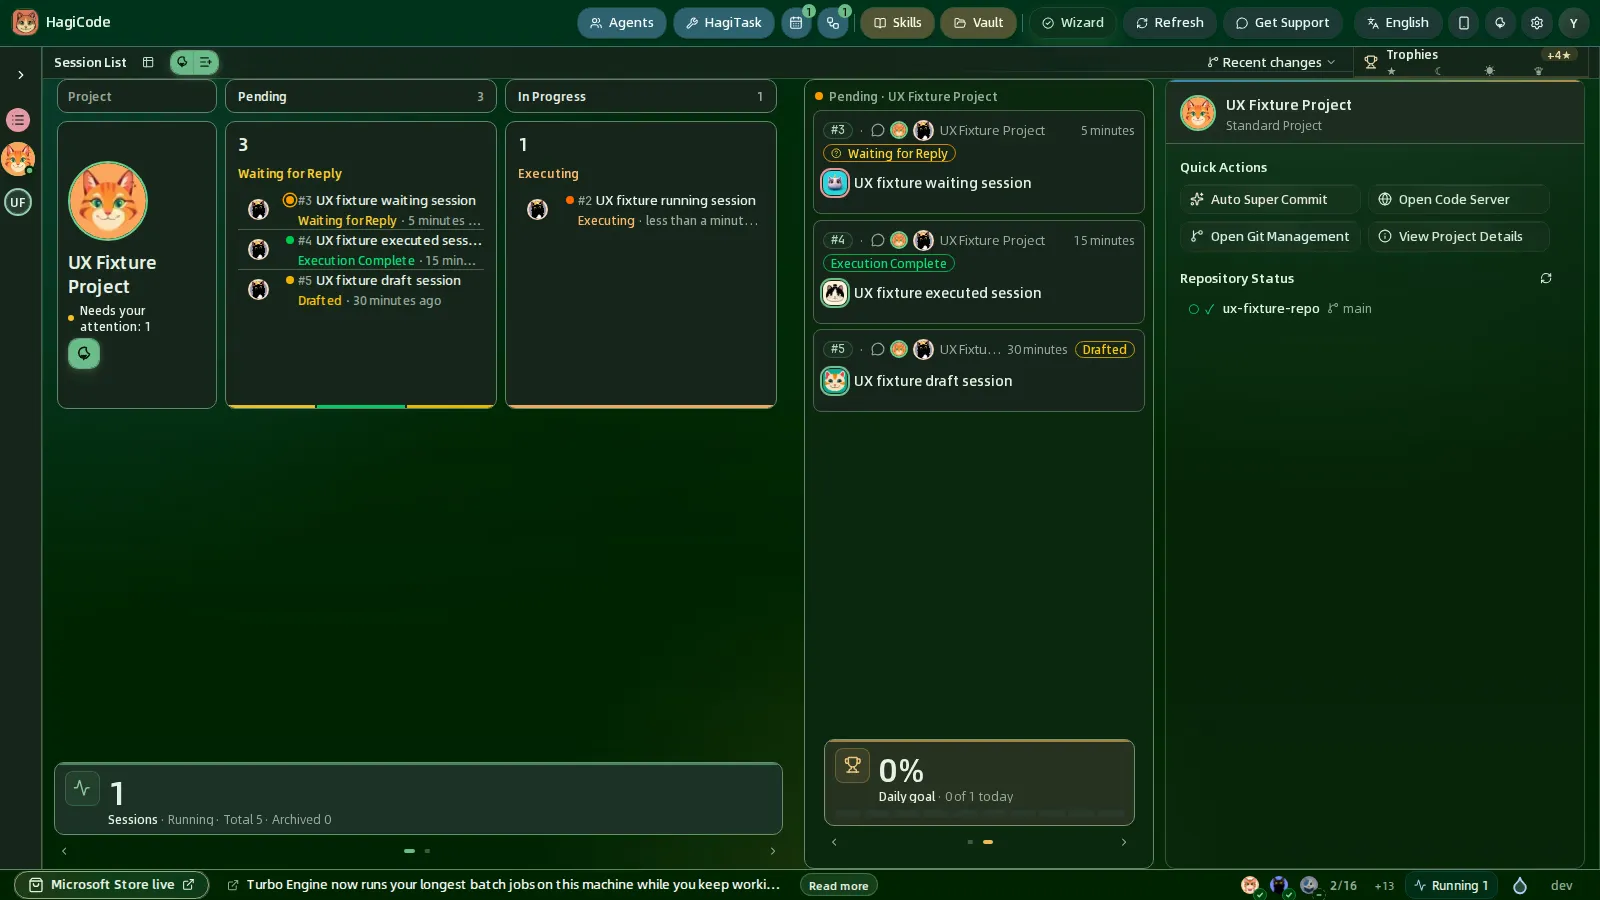 HagiCode
Agents
HagiTask
1
1
Skills
Vault
Wizard
Refresh
Get Support
English
Y
Session List
Recent changes
Trophies
+4★
UF
Project
Pending 3
In Progress 1
UX Fixture
Project
Needs your
attention: 1
3
Waiting for Reply
#3 UX fixture waiting session
Waiting for Reply · 5 minutes ...
#4 UX fixture executed sess...
Execution Complete · 15 min...
#5 UX fixture draft session
Drafted · 30 minutes ago
1
Executing
#2 UX fixture running session
Executing · less than a minut...
Pending · UX Fixture Project
#3 · UX Fixture Project 5 minutes
Waiting for Reply
UX fixture waiting session
#4 · UX Fixture Project 15 minutes
Execution Complete
UX fixture executed session
#5 · UX Fixtu... 30 minutes Drafted
UX fixture draft session
UX Fixture Project
Standard Project
Quick Actions
Auto Super Commit
Open Code Server
Open Git Management
View Project Details
Repository Status
ux-fixture-repo main
1
Sessions · Running · Total 5 · Archived 0
0%
Daily goal · 0 of 1 today
Microsoft Store live
Turbo Engine now runs your longest batch jobs on this machine while you keep worki...
Read more
2/16
+13
Running 1
dev